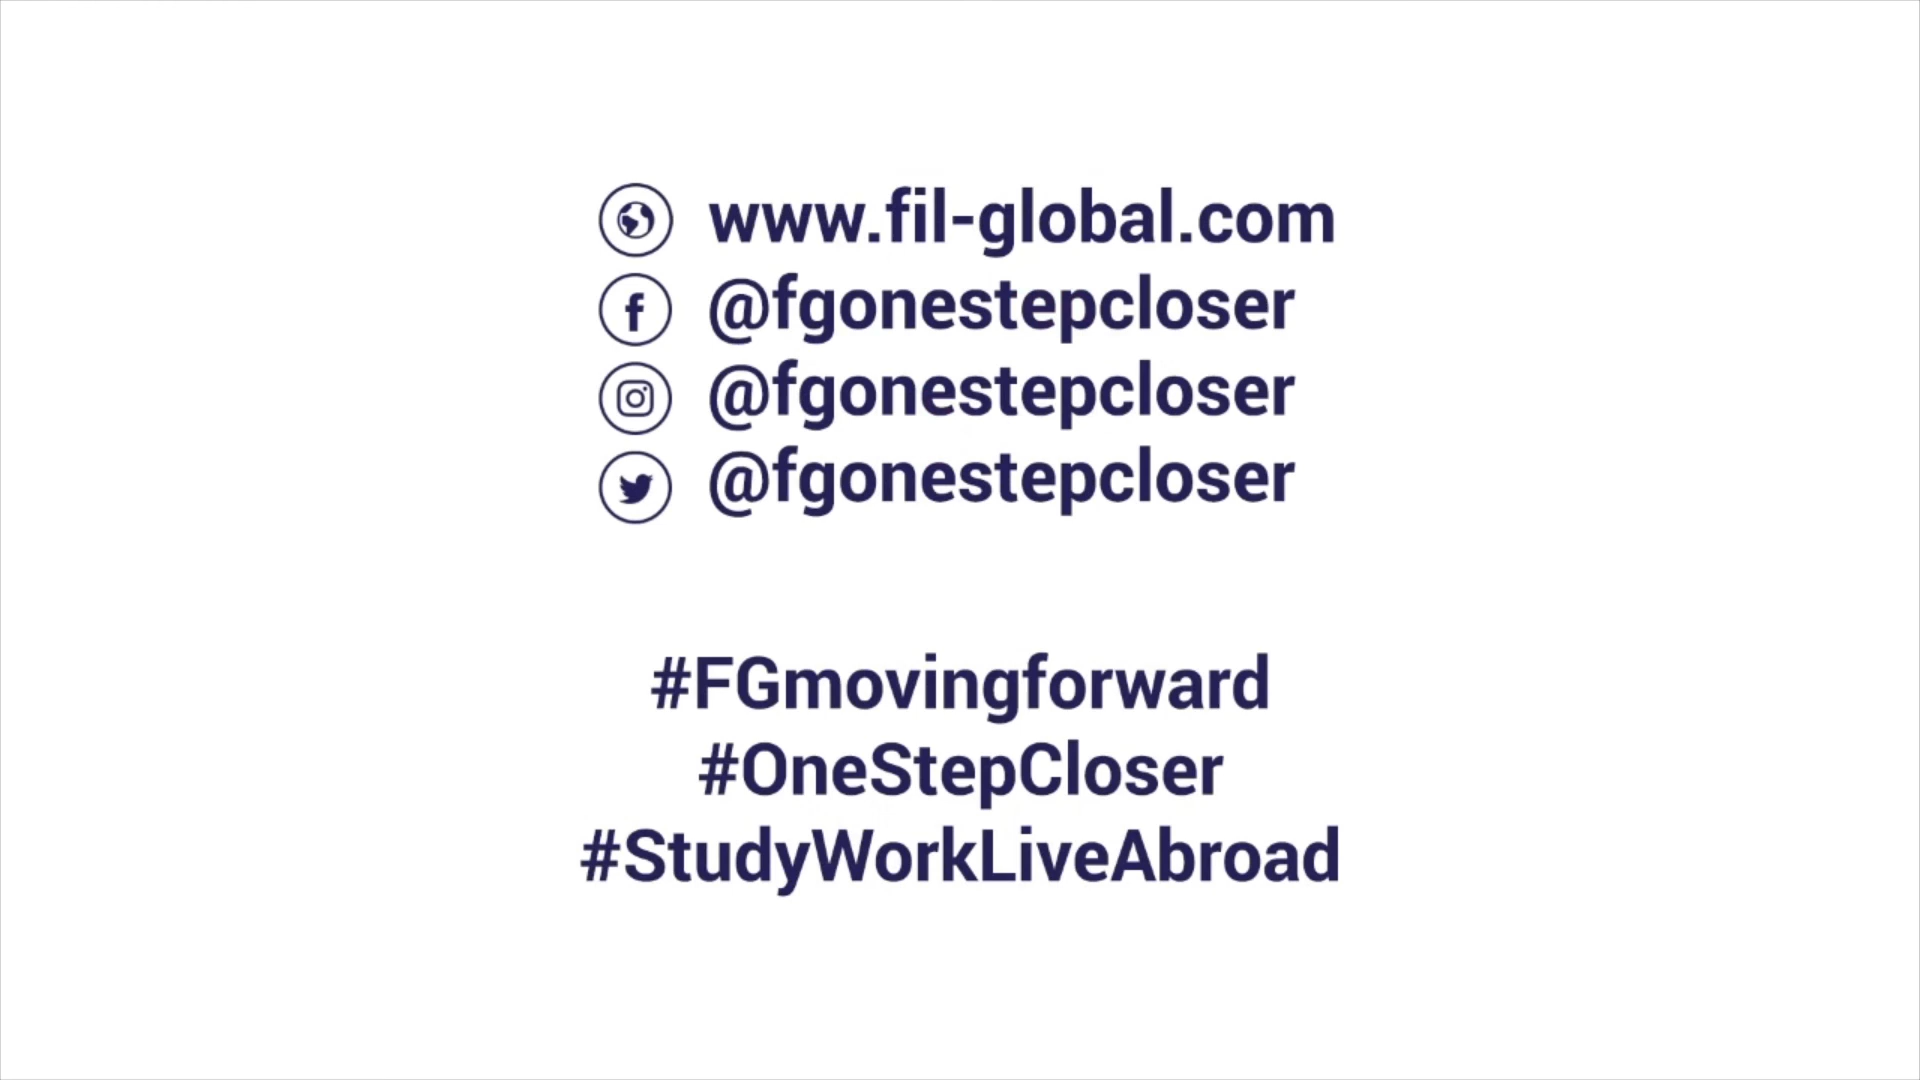 www.fil-global.com
@fgonestepcloser
@fgonestepcloser
@fgonestepcloser
#FGmovingforward
#OneStepCloser
#StudyWorkLiveAbroad